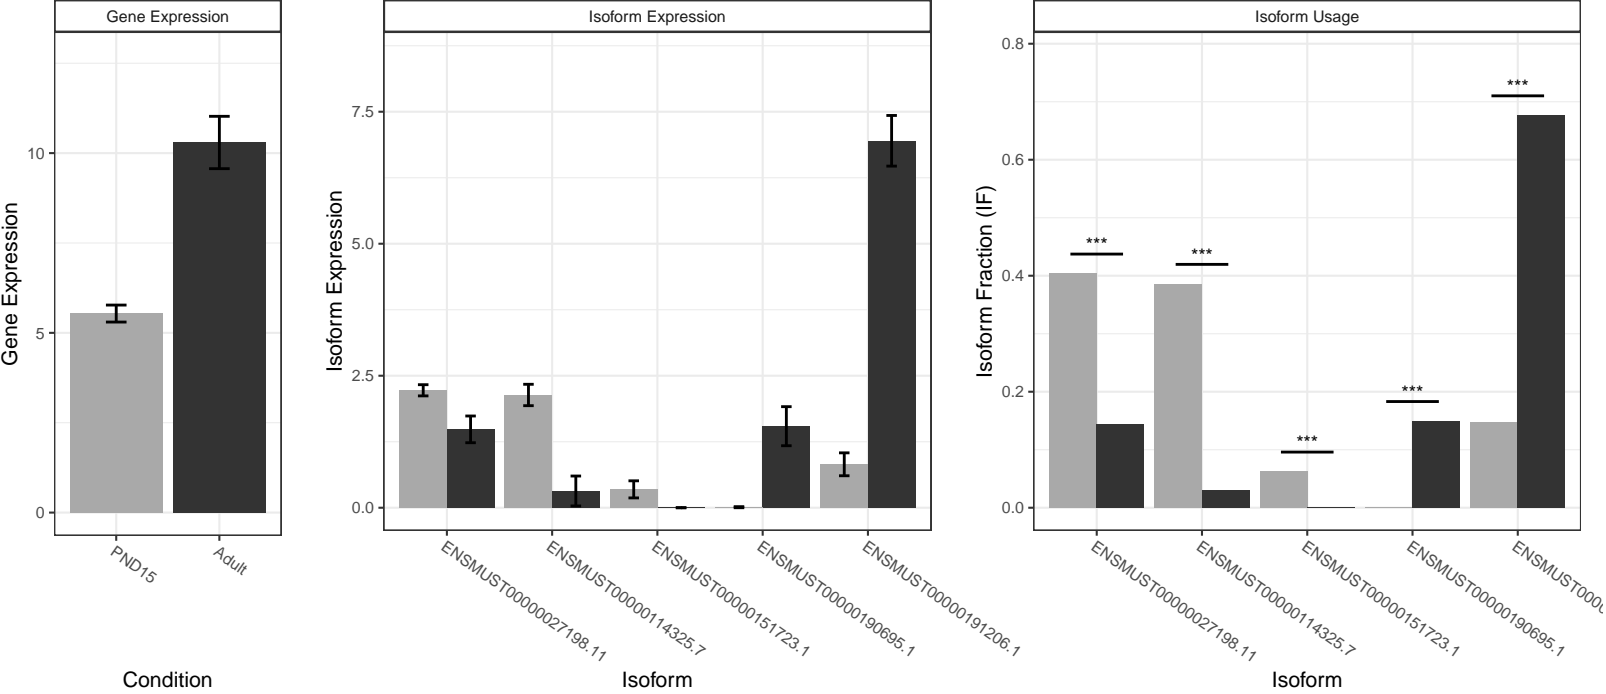 Gene Expression
Isoform Expression
Isoform Usage
Gene Expression
10
5
0
PND15
Adult
Condition
Isoform Expression
7.5
5.0
2.5
0.0
ENSMUST00000027198.11
ENSMUST00000114325.7
ENSMUST00000151723.1
ENSMUST00000190695.1
ENSMUST00000191206.1
Isoform
Isoform Fraction (IF)
0.8
0.6
0.4
0.2
0.0
***
***
***
***
***
ENSMUST00000027198.11
ENSMUST00000114325.7
ENSMUST00000151723.1
ENSMUST00000190695.1
Isoform